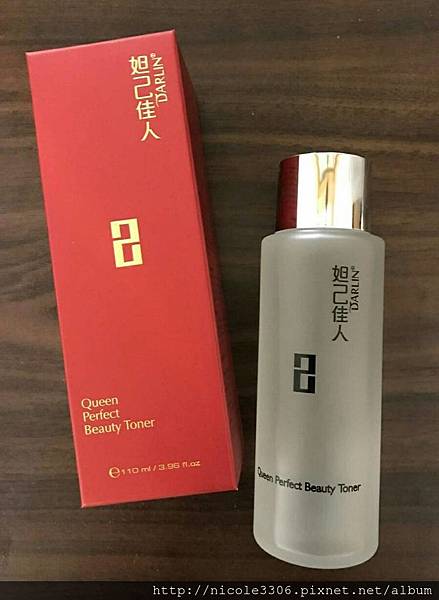 妲己佳人
DARLIN®
Queen
Perfect
Beauty Toner
℮110 ml / 3.96 fl.oz
妲己佳人
DARLIN®
Queen Perfect Beauty Toner
http://nicole3306.pixnet.net/album